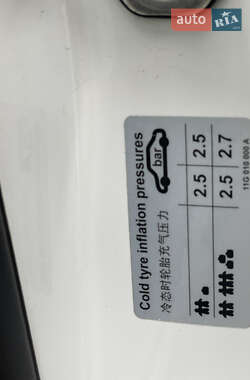 auto RIA.com
Cold tyre inflation pressures
冷态时轮胎充气压力
bar
2.5 2.5
2.5 2.7
11G 010 000 A